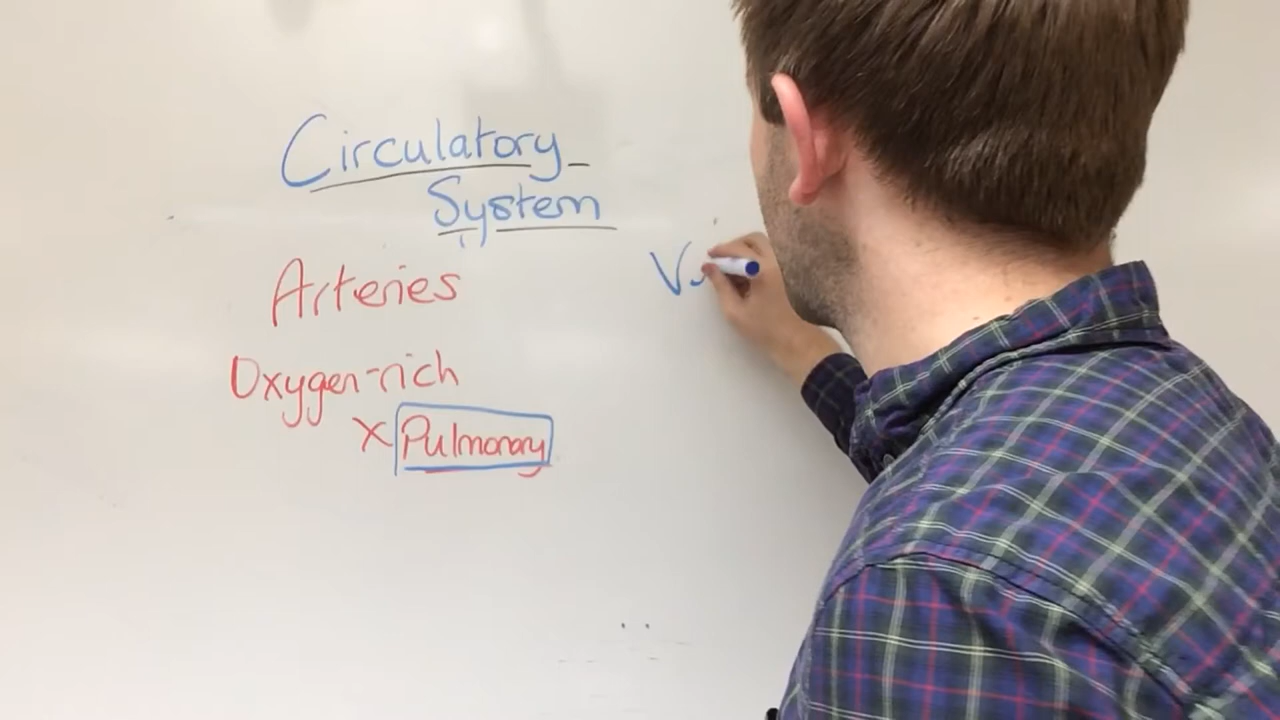 Circulatory
System
Arteries
Oxygen-rich
X Pulmonary